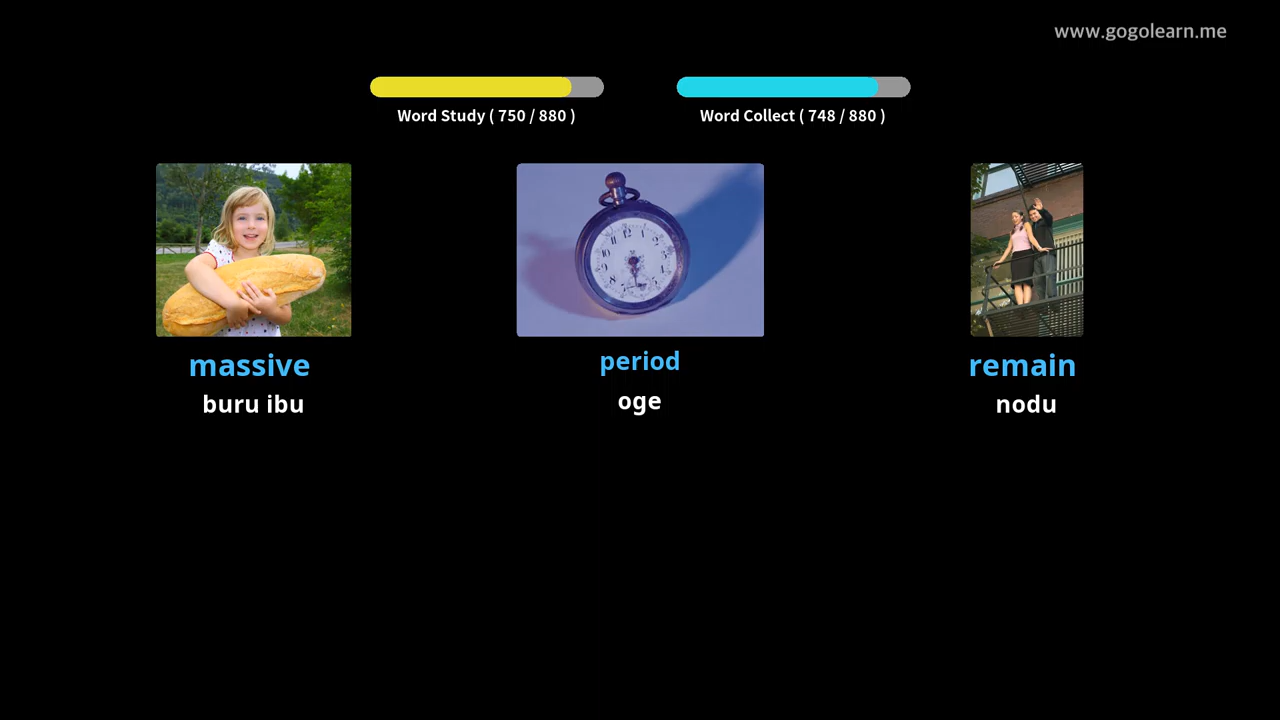 www.gogolearn.me
Word Study ( 750 / 880 )
Word Collect ( 748 / 880 )
massive
buru ibu
period
oge
remain
nodu